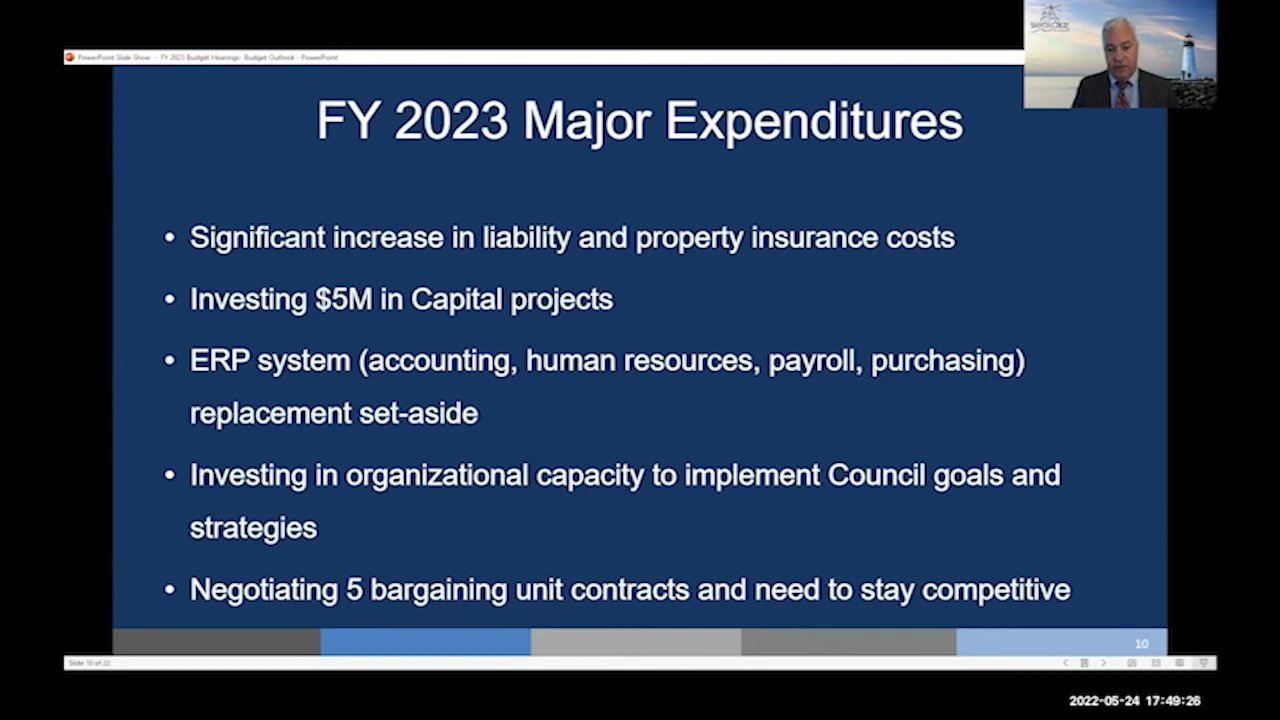 SANTA CRUZ
PowerPoint Slide Show - FY 2023 Budget Hearings- Budget Outlook - PowerPoint
FY 2023 Major Expenditures
• Significant increase in liability and property insurance costs
• Investing $5M in Capital projects
• ERP system (accounting, human resources, payroll, purchasing)
replacement set-aside
• Investing in organizational capacity to implement Council goals and
strategies
• Negotiating 5 bargaining unit contracts and need to stay competitive
10
Slide 10 of 22
2022-05-24 17:49:26